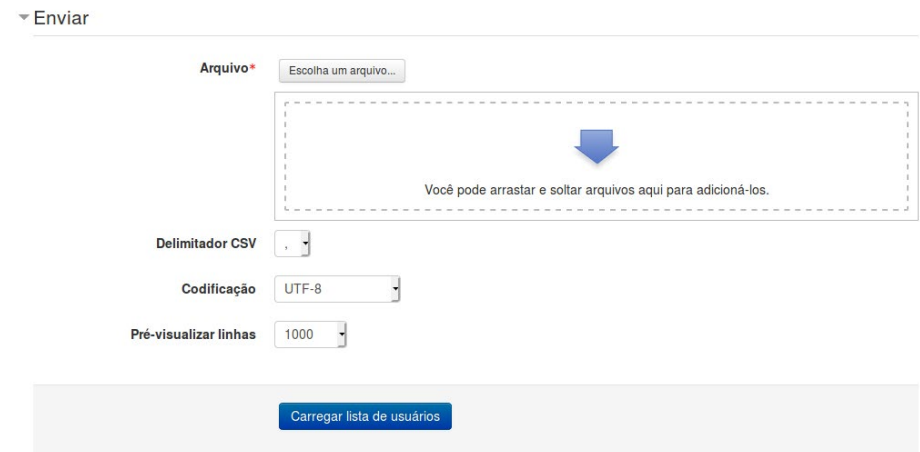 Enviar
Arquivo*
Escolha um arquivo...
Você pode arrastar e soltar arquivos aqui para adicioná-los.
Delimitador CSV ,
Codificação UTF-8
Pré-visualizar linhas 1000
Carregar lista de usuários